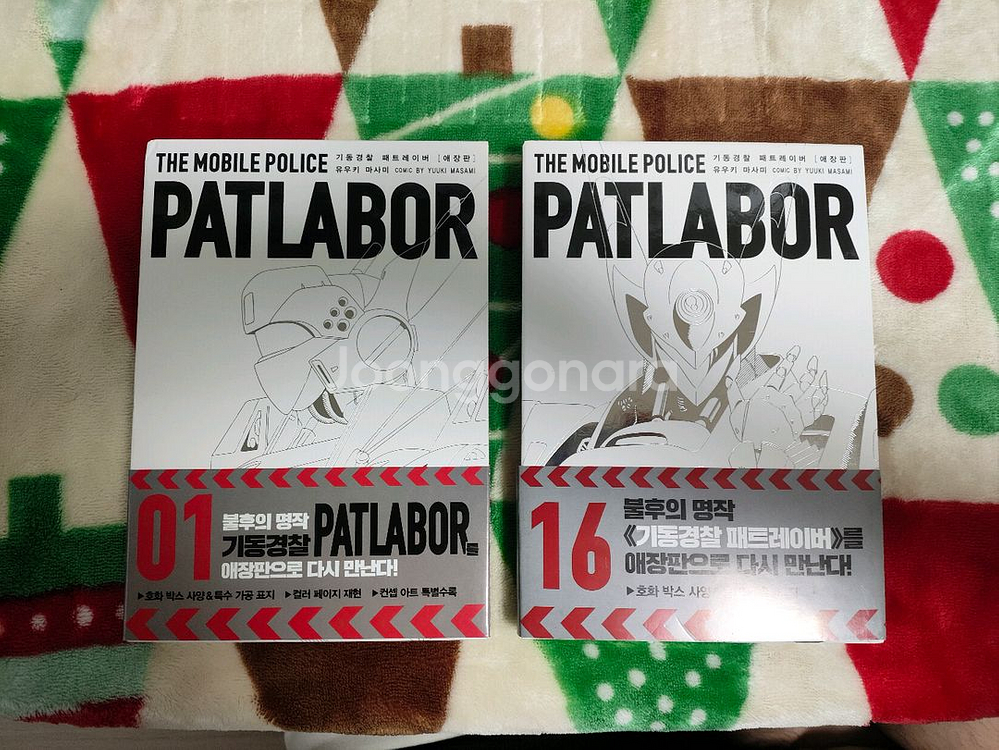 THE MOBILE POLICE 기동경찰 패트레이버 [애장판]
유우키 마사미 COMIC BY YUUKI MASAMI
PATLABOR
01
불후의 명작
기동경찰 PATLABOR를
애장판으로 다시 만난다!
▶호화 박스 사양&특수 가공 표지 ▶컬러 페이지 재현 ▶컨셉 아트 특별수록
THE MOBILE POLICE 기동경찰 패트레이버 [애장판]
유우키 마사미 COMIC BY YUUKI MASAMI
PATLABOR
16
불후의 명작
《기동경찰 패트레이버》를
애장판으로 다시 만난다!
▶호화 박스 사양
Joonggonara